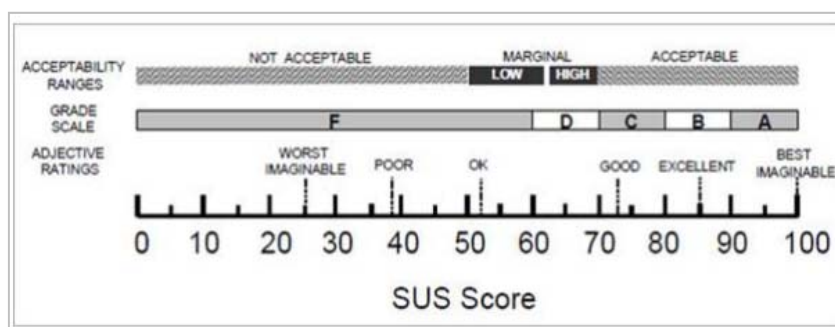 NOT ACCEPTABLE MARGINAL ACCEPTABLE
ACCEPTABILITY RANGES LOW HIGH
GRADE SCALE F D C B A
ADJECTIVE RATINGS WORST IMAGINABLE POOR OK GOOD EXCELLENT BEST IMAGINABLE
0 10 20 30 40 50 60 70 80 90 100
SUS Score